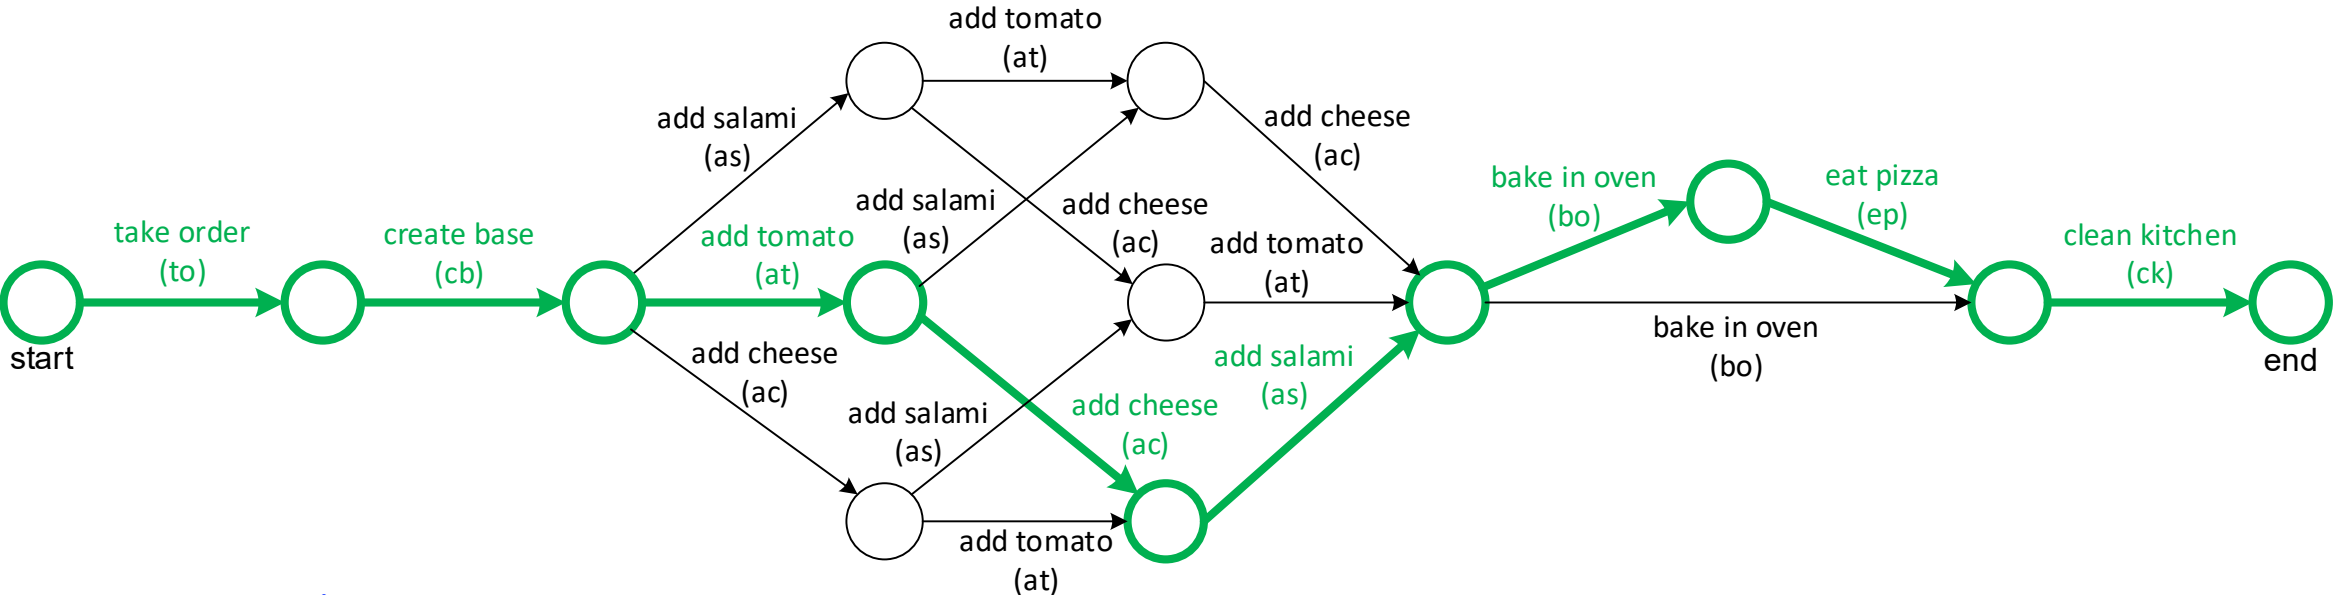 add tomato
(at)
add salami
(as)
add cheese
(ac)
add salami
(as)
add cheese
(ac)
bake in oven
(bo)
eat pizza
(ep)
take order
(to)
create base
(cb)
add tomato
(at)
add tomato
(at)
clean kitchen
(ck)
start
add cheese
(ac)
add salami
(as)
add salami
(as)
add cheese
(ac)
bake in oven
(bo)
end
add tomato
(at)